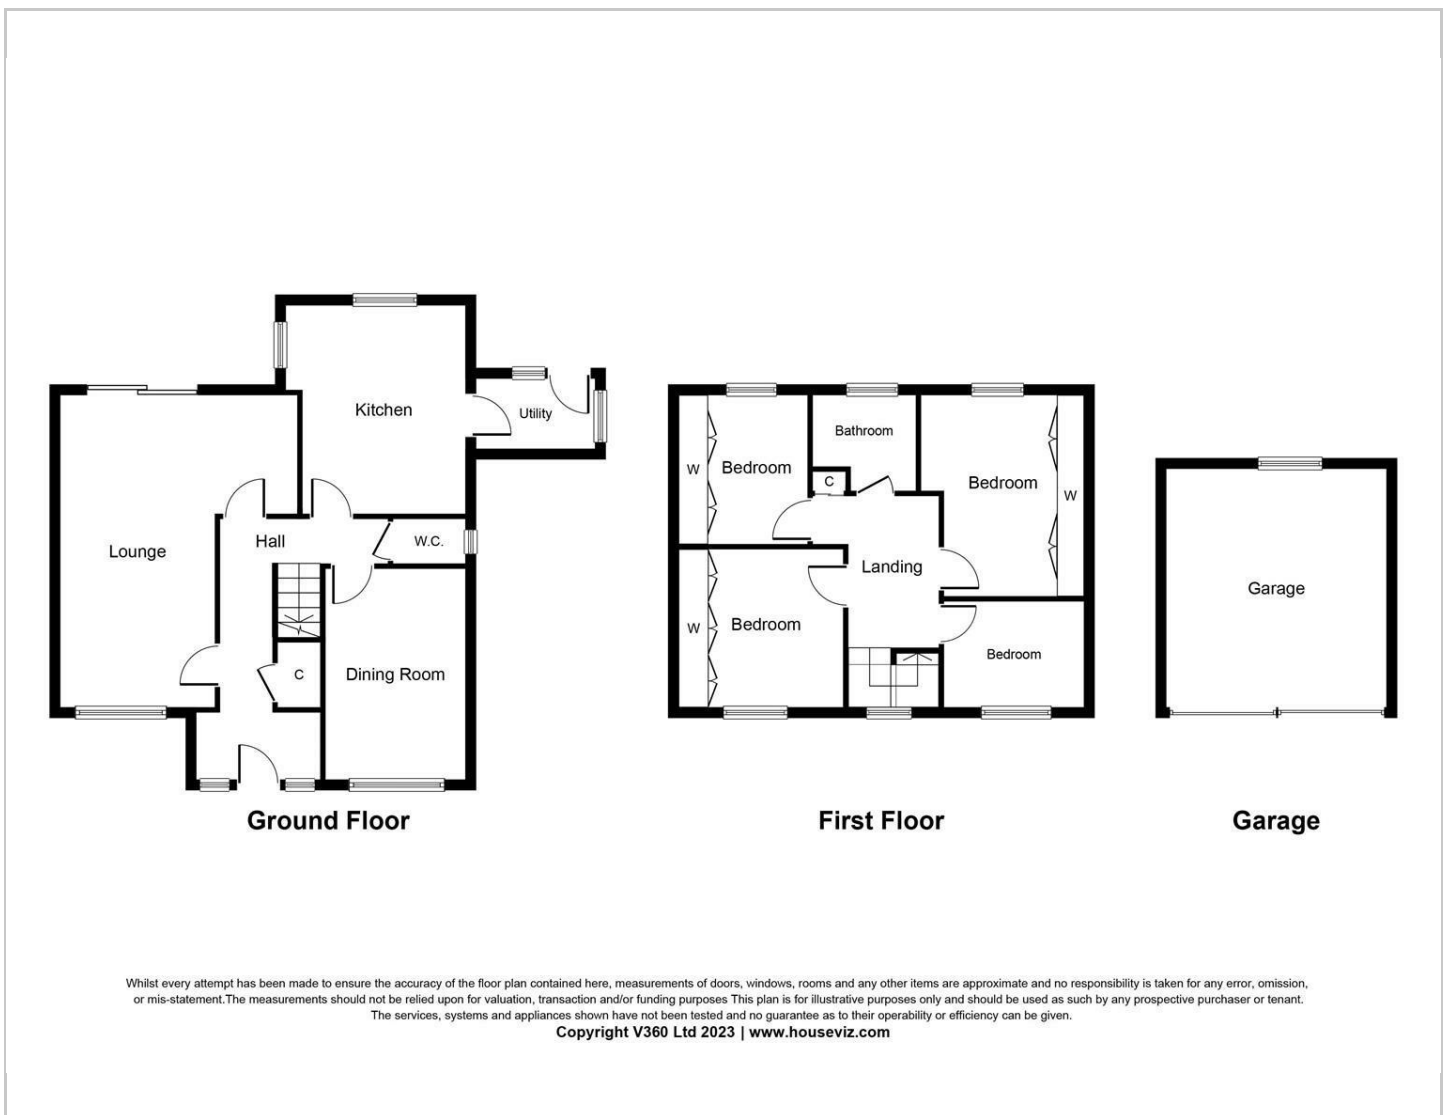 Kitchen
Utility
Lounge
Hall
W.C.
C
Dining Room
Ground Floor
Bathroom
W
Bedroom
C
Bedroom
W
Landing
W
Bedroom
Bedroom
First Floor
Garage
Garage
Whilst every attempt has been made to ensure the accuracy of the floor plan contained here, measurements of doors, windows, rooms and any other items are approximate and no responsibility is taken for any error, omission,
or mis-statement.The measurements should not be relied upon for valuation, transaction and/or funding purposes This plan is for illustrative purposes only and should be used as such by any prospective purchaser or tenant.
The services, systems and appliances shown have not been tested and no guarantee as to their operability or efficiency can be given.
Copyright V360 Ltd 2023 | www.houseviz.com